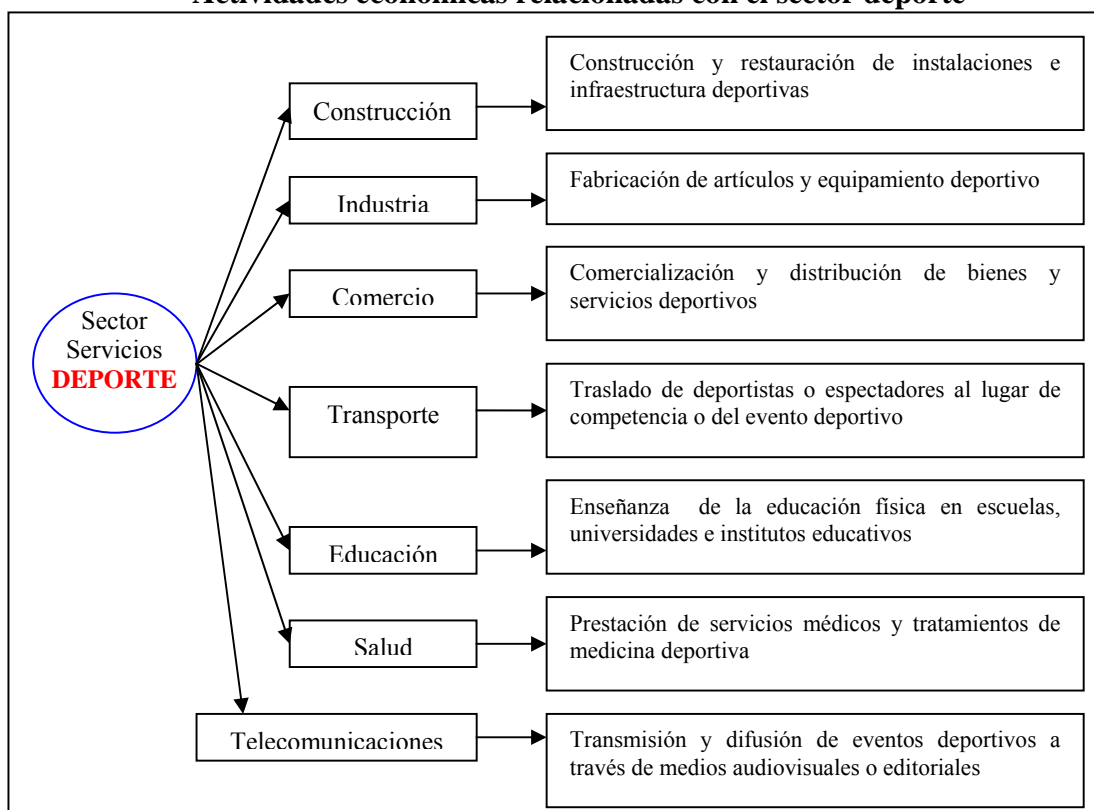 Actividades económicas relacionadas con el sector deporte
Sector
Servicios
DEPORTE
Construcción
Construcción y restauración de instalaciones e
infraestructura deportivas
Industria
Fabricación de artículos y equipamiento deportivo
Comercio
Comercialización y distribución de bienes y
servicios deportivos
Transporte
Traslado de deportistas o espectadores al lugar de
competencia o del evento deportivo
Educación
Enseñanza de la educación física en escuelas,
universidades e institutos educativos
Salud
Prestación de servicios médicos y tratamientos de
medicina deportiva
Telecomunicaciones
Transmisión y difusión de eventos deportivos a
través de medios audiovisuales o editoriales